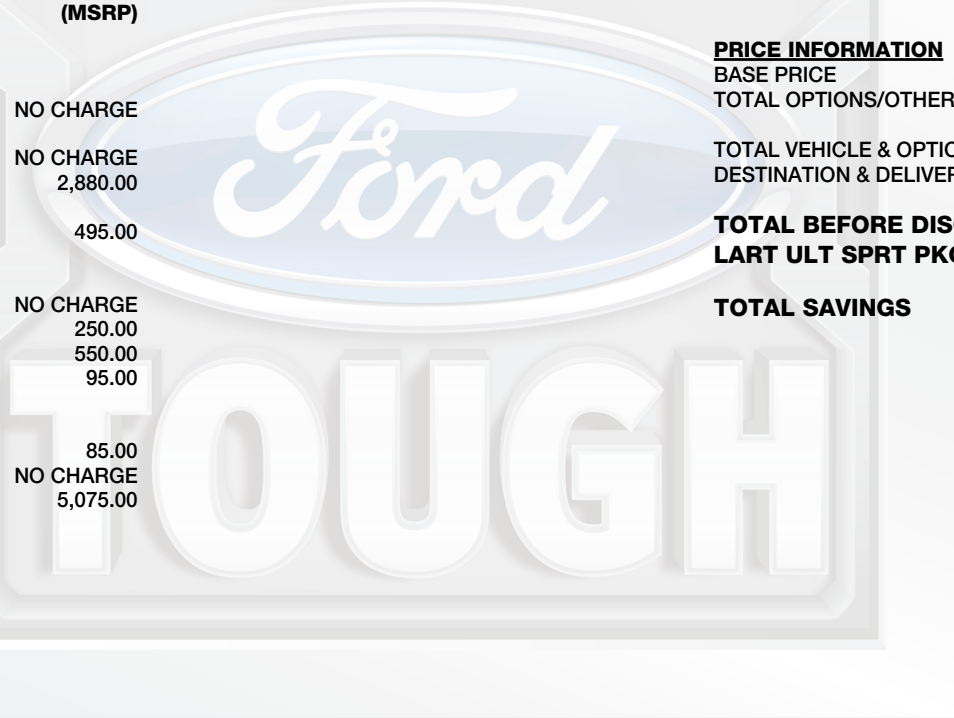 (MSRP)
NO CHARGE
NO CHARGE
2,880.00
495.00
NO CHARGE
250.00
550.00
95.00
85.00
NO CHARGE
5,075.00
PRICE INFORMATION
BASE PRICE
TOTAL OPTIONS/OTHER
TOTAL VEHICLE & OPTIO
DESTINATION & DELIVER
TOTAL BEFORE DIS
LART ULT SPRT PK
TOTAL SAVINGS
Ford
TOUGH